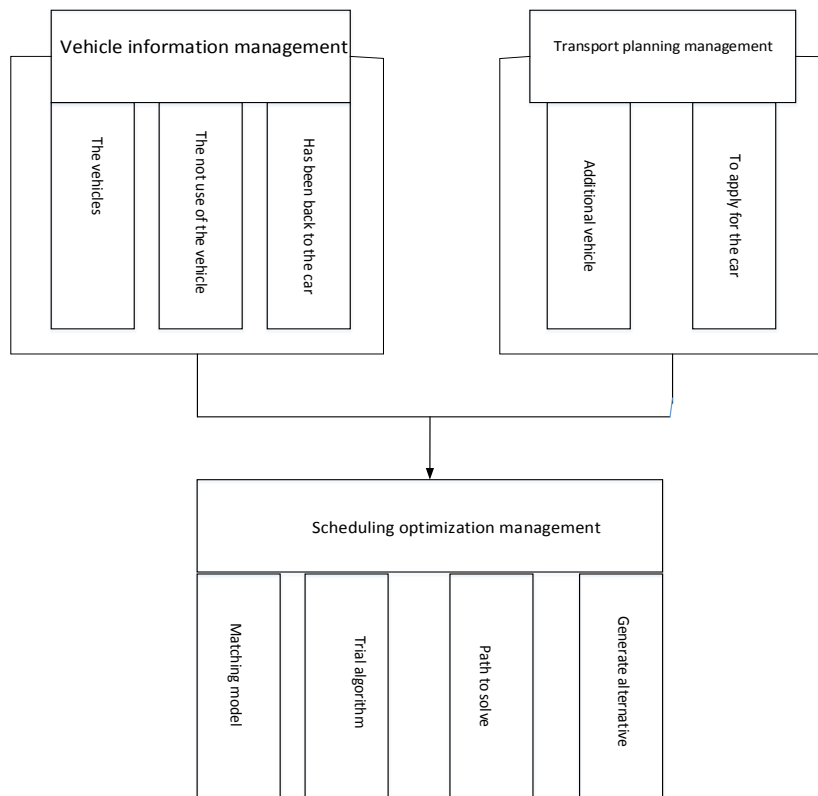 Vehicle information management
The vehicles
The not use of the vehicle
Has been back to the car
Transport planning management
Additional vehicle
To apply for the car
Scheduling optimization management
Matching model
Trial algorithm
Path to solve
Generate alternative